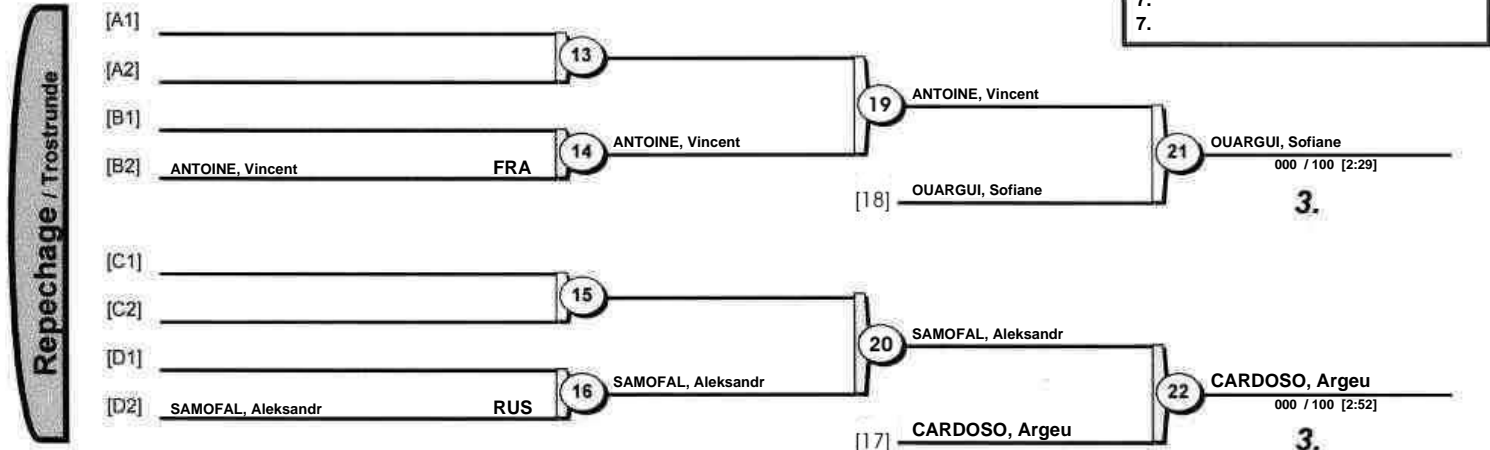 7.
7.
Repechage / Trostrunde
[A1]
13
[A2]
19 ANTOINE, Vincent
[B1]
14 ANTOINE, Vincent
21 OUARGUI, Sofiane
000 / 100 [2:29]
[B2] ANTOINE, Vincent FRA
[18] OUARGUI, Sofiane
3.
[C1]
15
[C2]
20 SAMOFAL, Aleksandr
[D1]
16 SAMOFAL, Aleksandr
22 CARDOSO, Argeu
000 / 100 [2:52]
[D2] SAMOFAL, Aleksandr RUS
[17] CARDOSO, Argeu
3.